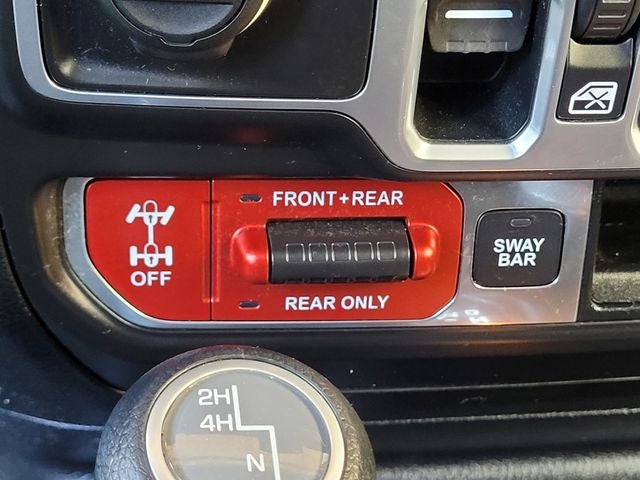 FRONT+REAR
OFF
REAR ONLY
SWAY
BAR
2H
4H
N